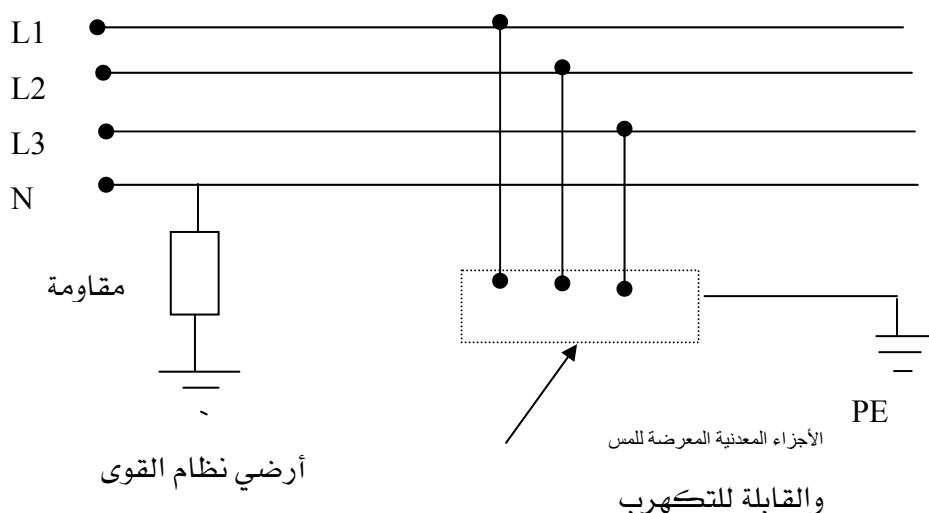 L1
L2
L3
N
مقاومة
PE
أرضي نظام القوى
الأجزاء المعدنية المعرضة للمس
والقابلة للتكهرب